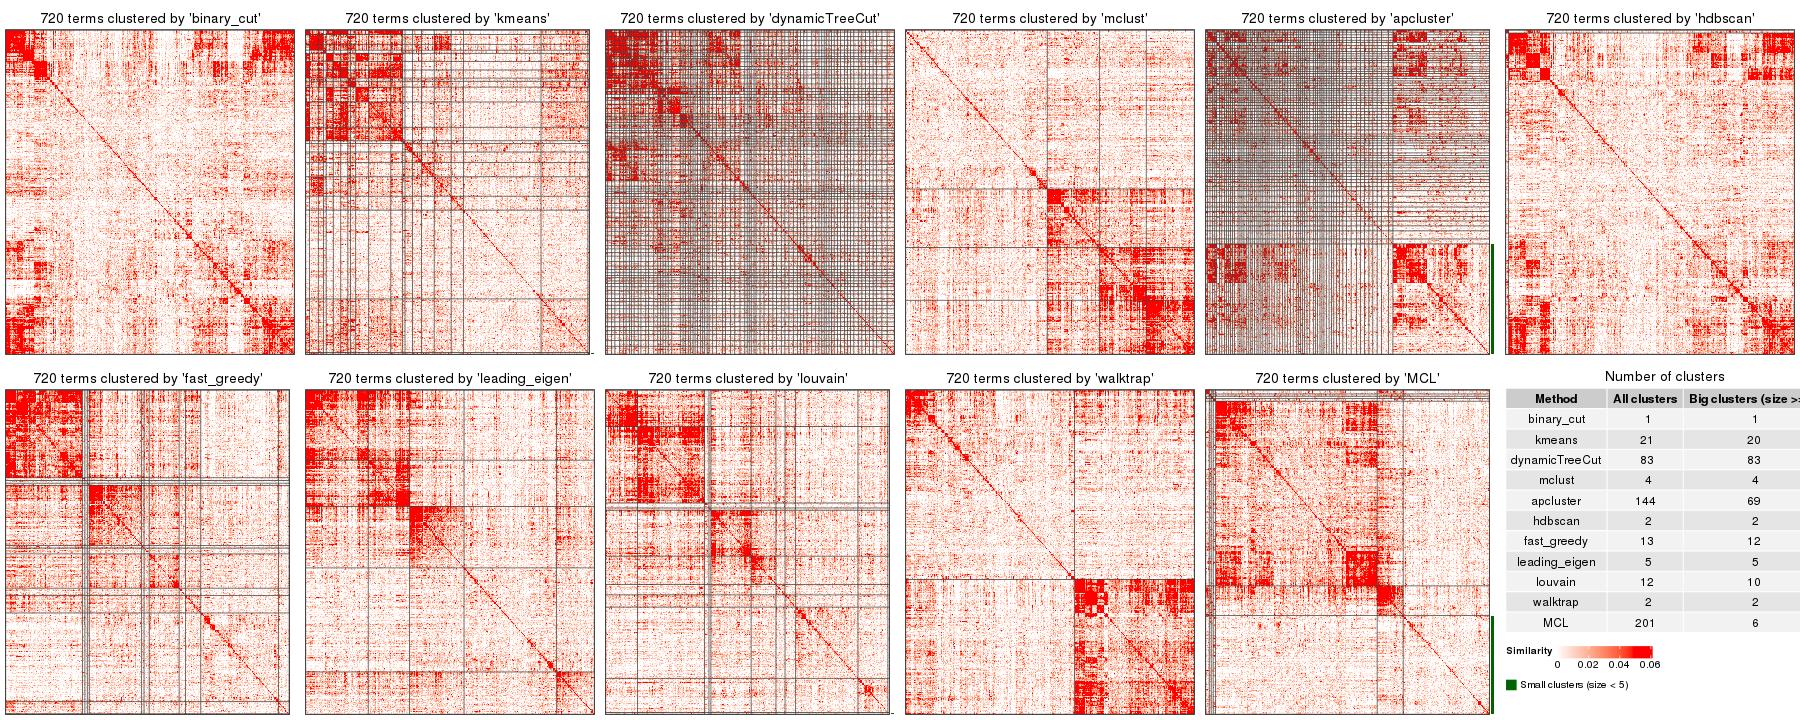 720 terms clustered by 'binary_cut'
720 terms clustered by 'kmeans'
720 terms clustered by 'dynamicTreeCut'
720 terms clustered by 'mclust'
720 terms clustered by 'apcluster'
720 terms clustered by 'hdbscan'
720 terms clustered by 'fast_greedy'
720 terms clustered by 'leading_eigen'
720 terms clustered by 'louvain'
720 terms clustered by 'walktrap'
720 terms clustered by 'MCL'
Number of clusters
Method All clusters Big clusters (size >=
binary_cut 1 1
kmeans 21 20
dynamicTreeCut 83 83
mclust 4 4
apcluster 144 69
hdbscan 2 2
fast_greedy 13 12
leading_eigen 5 5
louvain 12 10
walktrap 2 2
MCL 201 6
Similarity
0 0.02 0.04 0.06
Small clusters (size < 5)